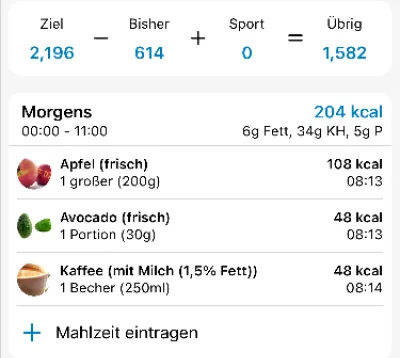 Ziel Bisher Sport Übrig
2,196 − 614 + 0 = 1,582
Morgens 204 kcal
00:00 - 11:00 6g Fett, 34g KH, 5g P
Apfel (frisch) 108 kcal
1 großer (200g) 08:13
Avocado (frisch) 48 kcal
1 Portion (30g) 08:13
Kaffee (mit Milch (1,5% Fett)) 48 kcal
1 Becher (250ml) 08:14
+ Mahlzeit eintragen